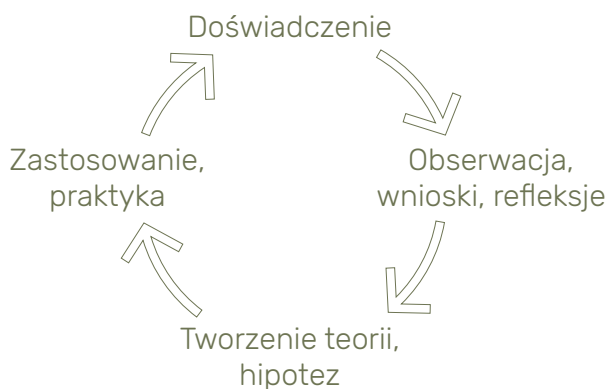 Doświadczenie
Obserwacja,
wnioski, refleksje
Tworzenie teorii,
hipotez
Zastosowanie,
praktyka